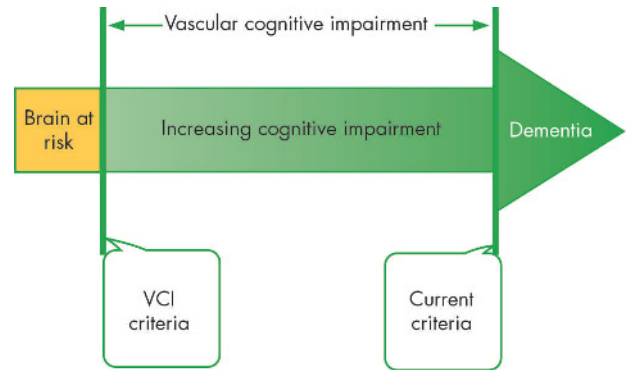 Vascular cognitive impairment
Brain at
risk
Increasing cognitive impairment
Dementia
VCI
criteria
Current
criteria